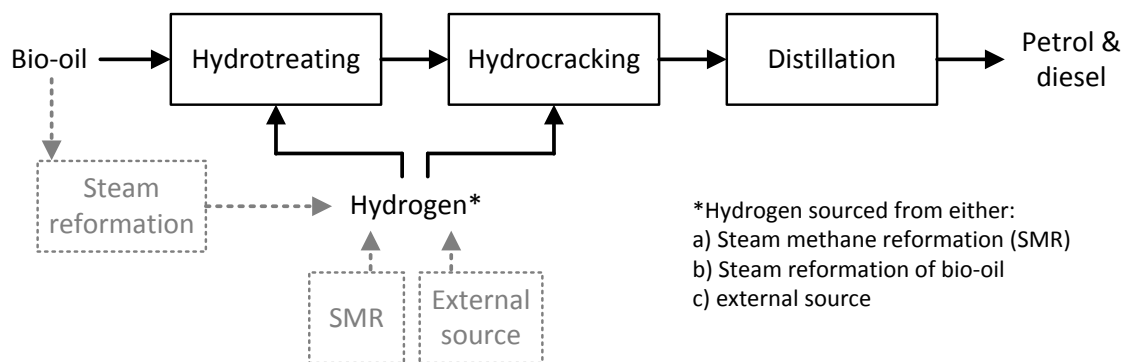 Bio-oil
Hydrotreating
Hydrocracking
Distillation
Petrol &
diesel
Steam
reformation
Hydrogen*
SMR
External
source
*Hydrogen sourced from either:
a) Steam methane reformation (SMR)
b) Steam reformation of bio-oil
c) external source